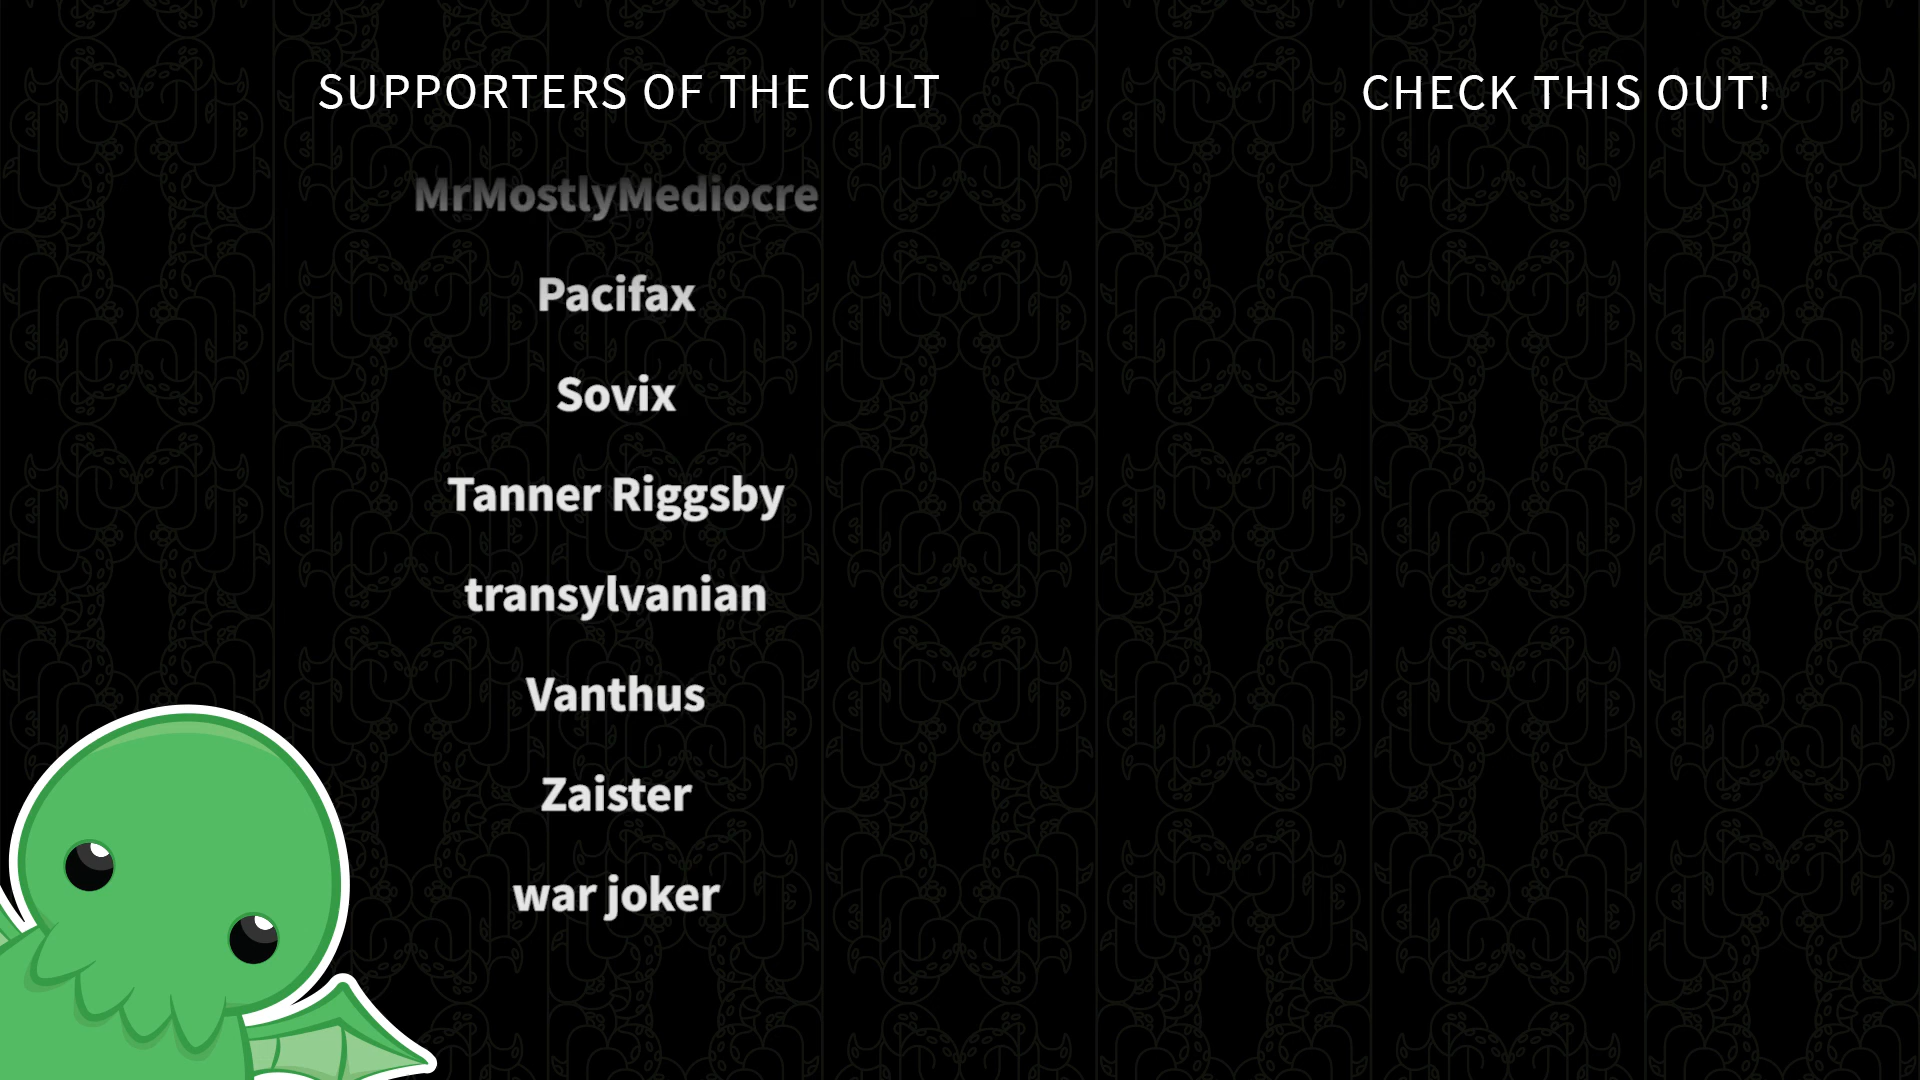 SUPPORTERS OF THE CULT
CHECK THIS OUT!
MrMostlyMediocre
Pacifax
Sovix
Tanner Riggsby
transylvanian
Vanthus
Zaister
war joker